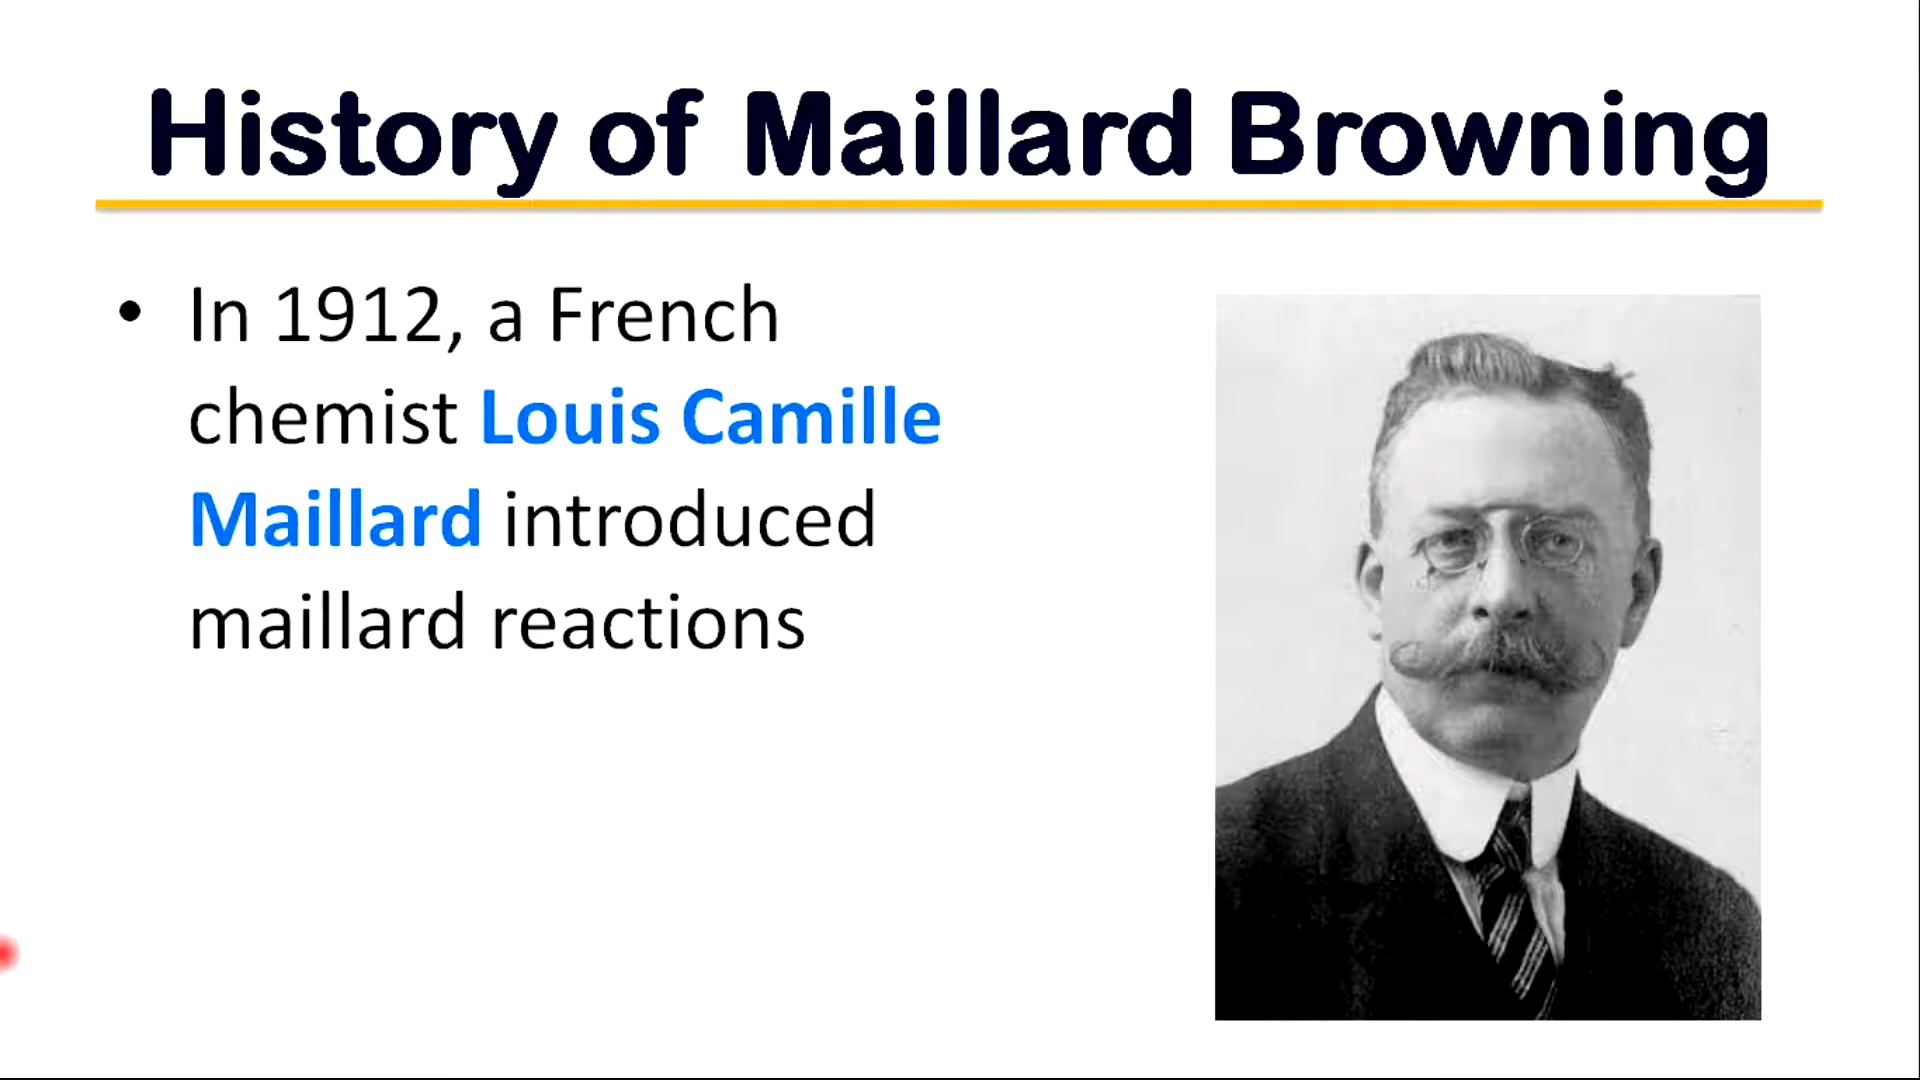 History of Maillard Browning
• In 1912, a French
chemist Louis Camille
Maillard introduced
maillard reactions